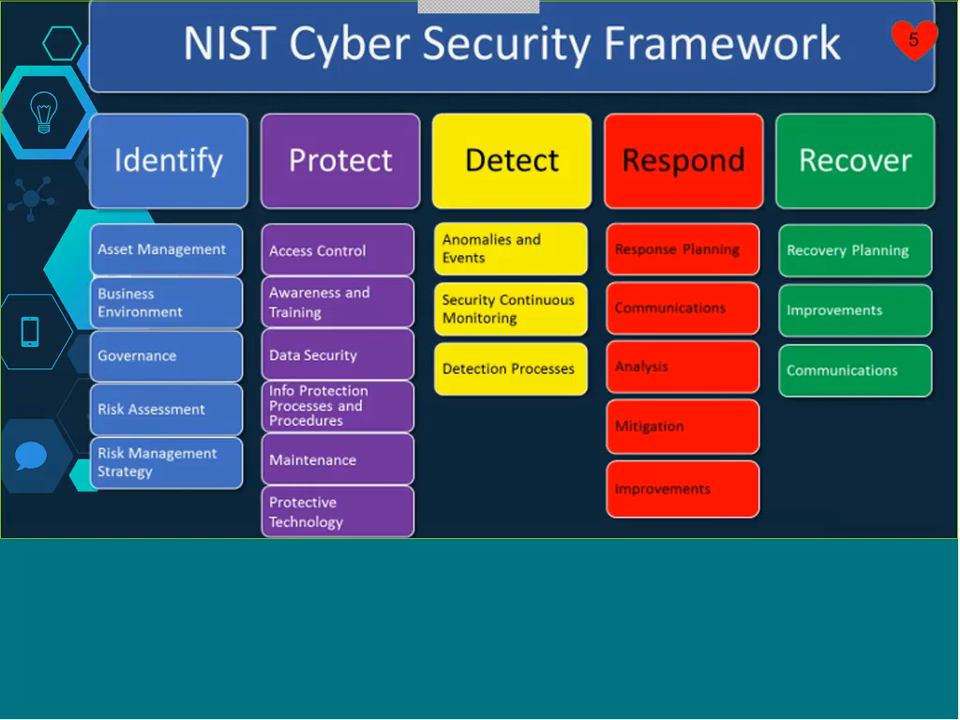 NIST Cyber Security Framework
5
Identify
Protect
Detect
Respond
Recover
Asset Management
Business
Environment
Governance
Risk Assessment
Risk Management
Strategy
Access Control
Awareness and
Training
Data Security
Info Protection
Processes and
Procedures
Maintenance
Protective
Technology
Anomalies and
Events
Security Continuous
Monitoring
Detection Processes
Response Planning
Communications
Analysis
Mitigation
Improvements
Recovery Planning
Improvements
Communications